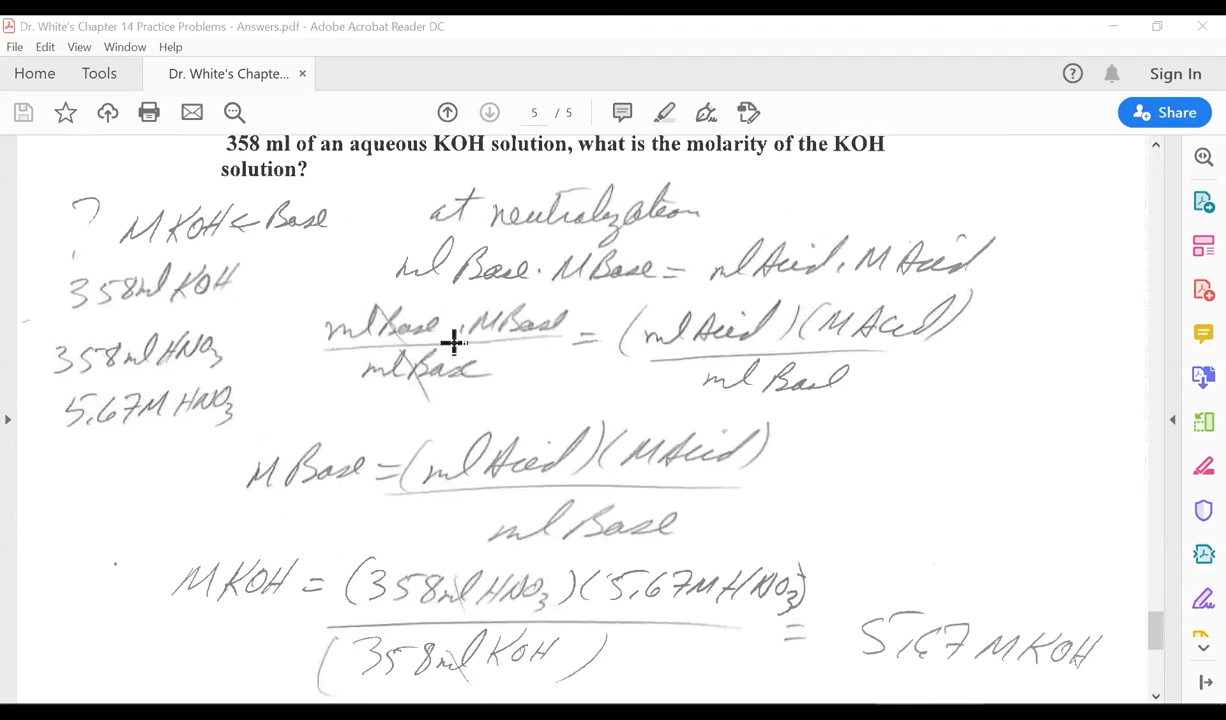 Dr. White's Chapter 14 Practice Problems - Answers.pdf - Adobe Acrobat Reader DC
File Edit View Window Help
Home Tools Dr. White's Chapte... × Sign In
5 / 5 Share
358 ml of an aqueous KOH solution, what is the molarity of the KOH
solution?
? M KOH < Base
at neutralization
ml Base · M Base = ml Acid · M Acid
358 ml KOH
ml Base · M Base / ml Base = (ml Acid)(M Acid) / ml Base
358 ml HNO3
5.67 M HNO3
M Base = (ml Acid)(M Acid)
ml Base
M KOH = (358 ml HNO3)(5.67 M HNO3)
(358 ml KOH)
= 5.67 M KOH